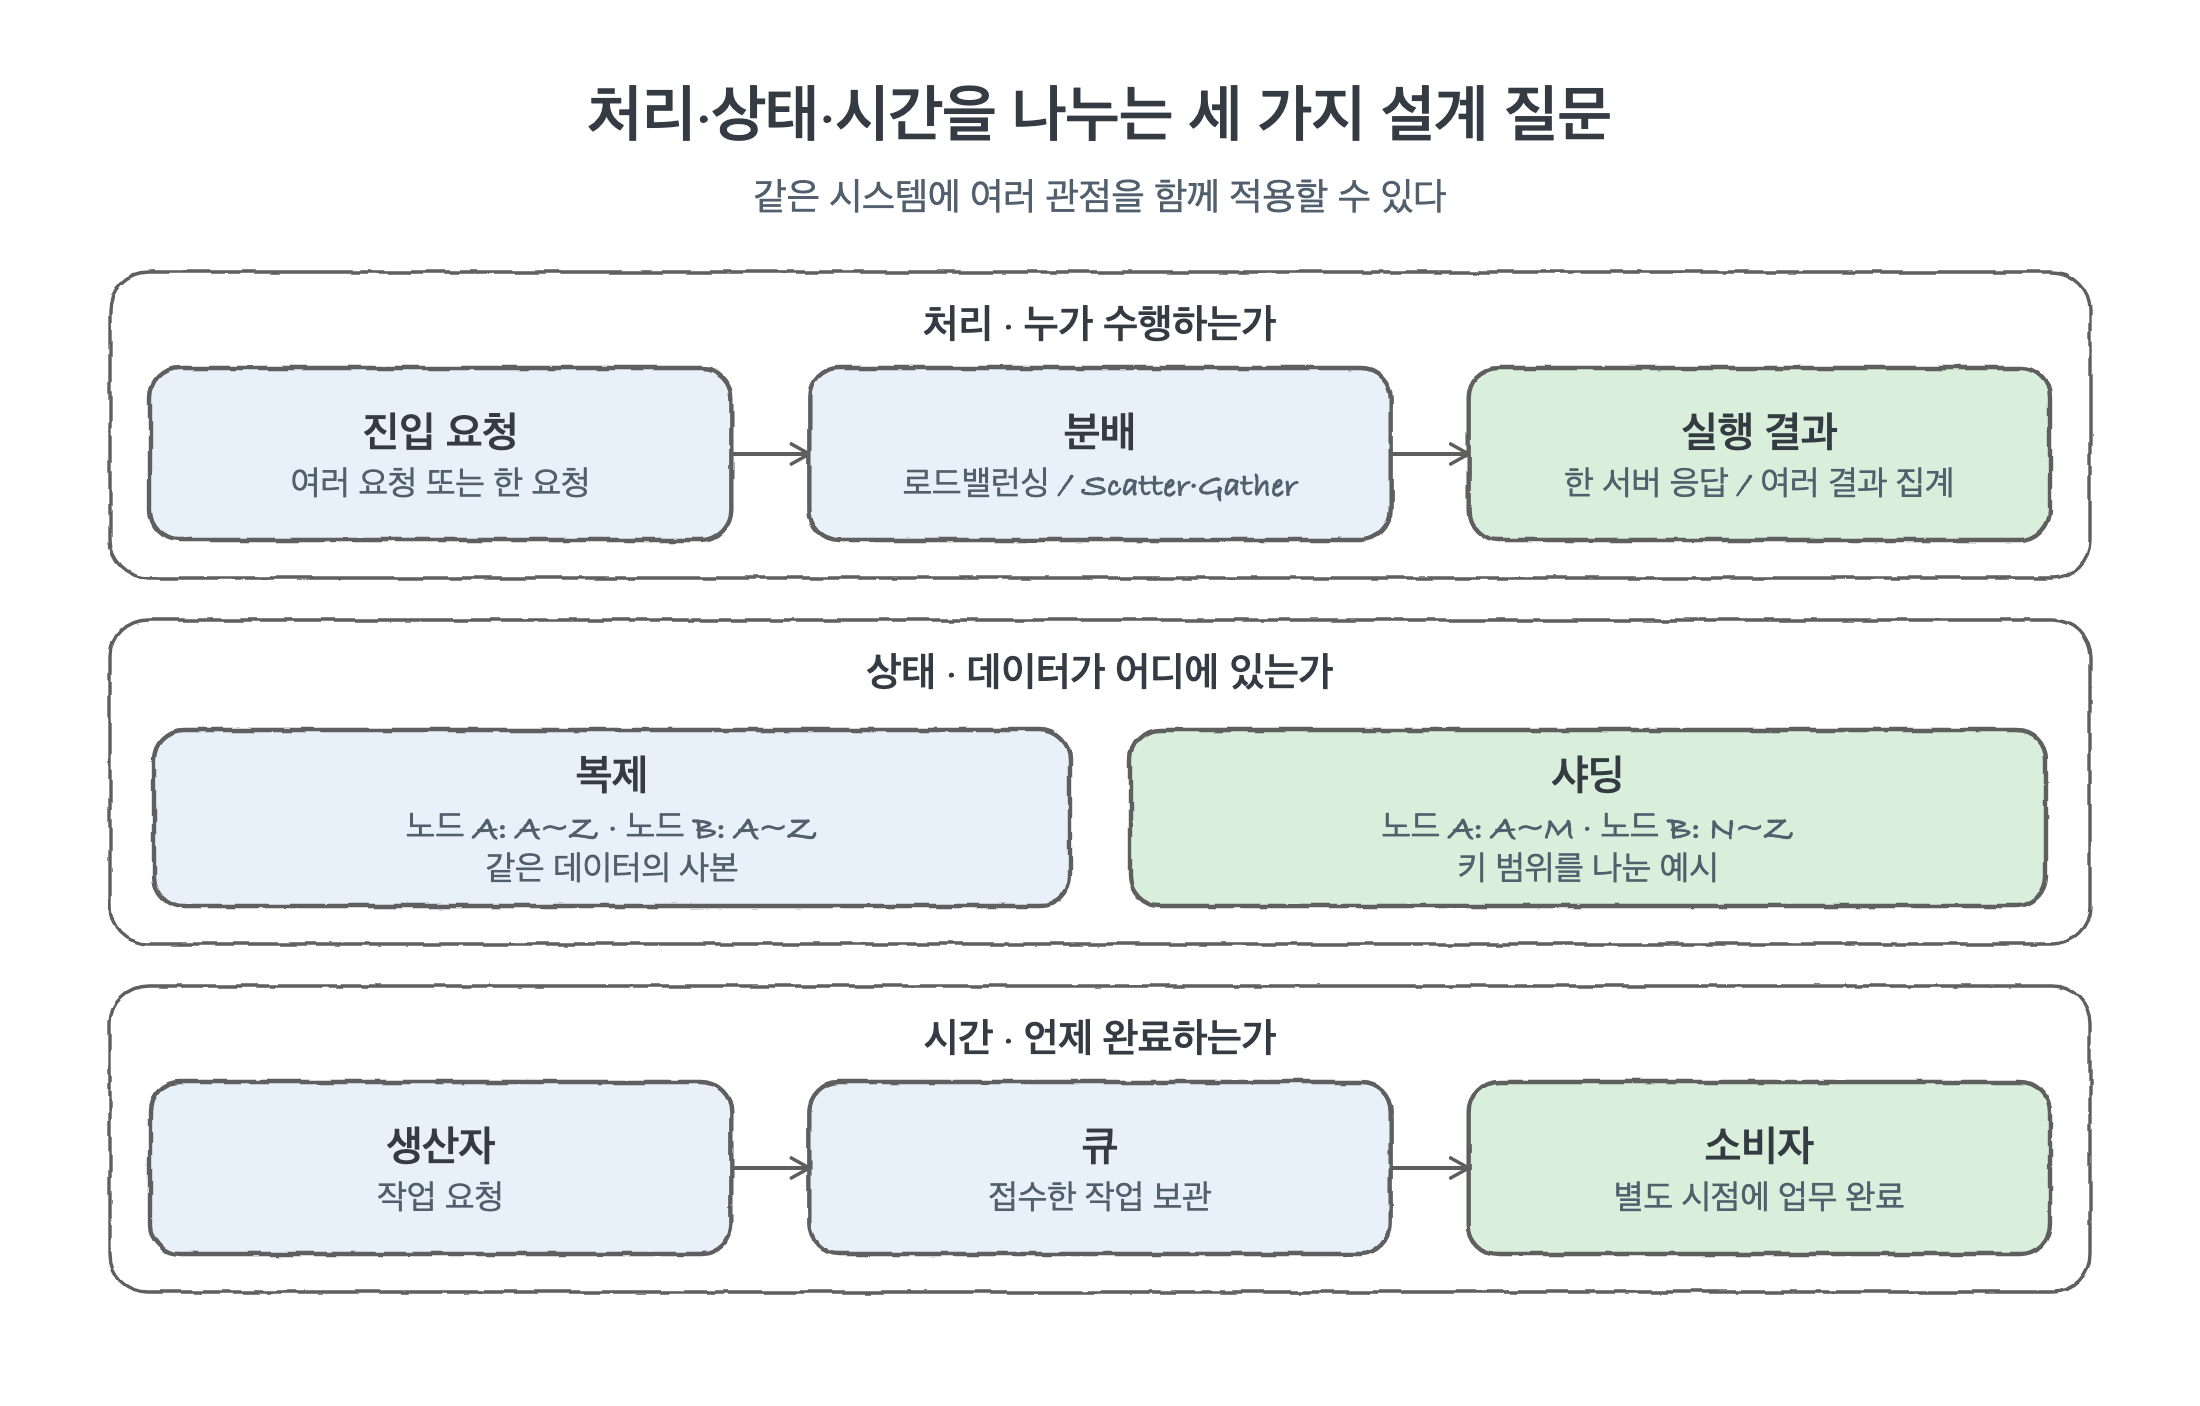 처리·상태·시간을 나누는 세 가지 설계 질문
같은 시스템에 여러 관점을 함께 적용할 수 있다
처리 · 누가 수행하는가
진입 요청
여러 요청 또는 한 요청
분배
로드밸런싱 / Scatter·Gather
실행 결과
한 서버 응답 / 여러 결과 집계
상태 · 데이터가 어디에 있는가
복제
노드 A: A~Z · 노드 B: A~Z
같은 데이터의 사본
샤딩
노드 A: A~M · 노드 B: N~Z
키 범위를 나눈 예시
시간 · 언제 완료하는가
생산자
작업 요청
큐
접수한 작업 보관
소비자
별도 시점에 업무 완료